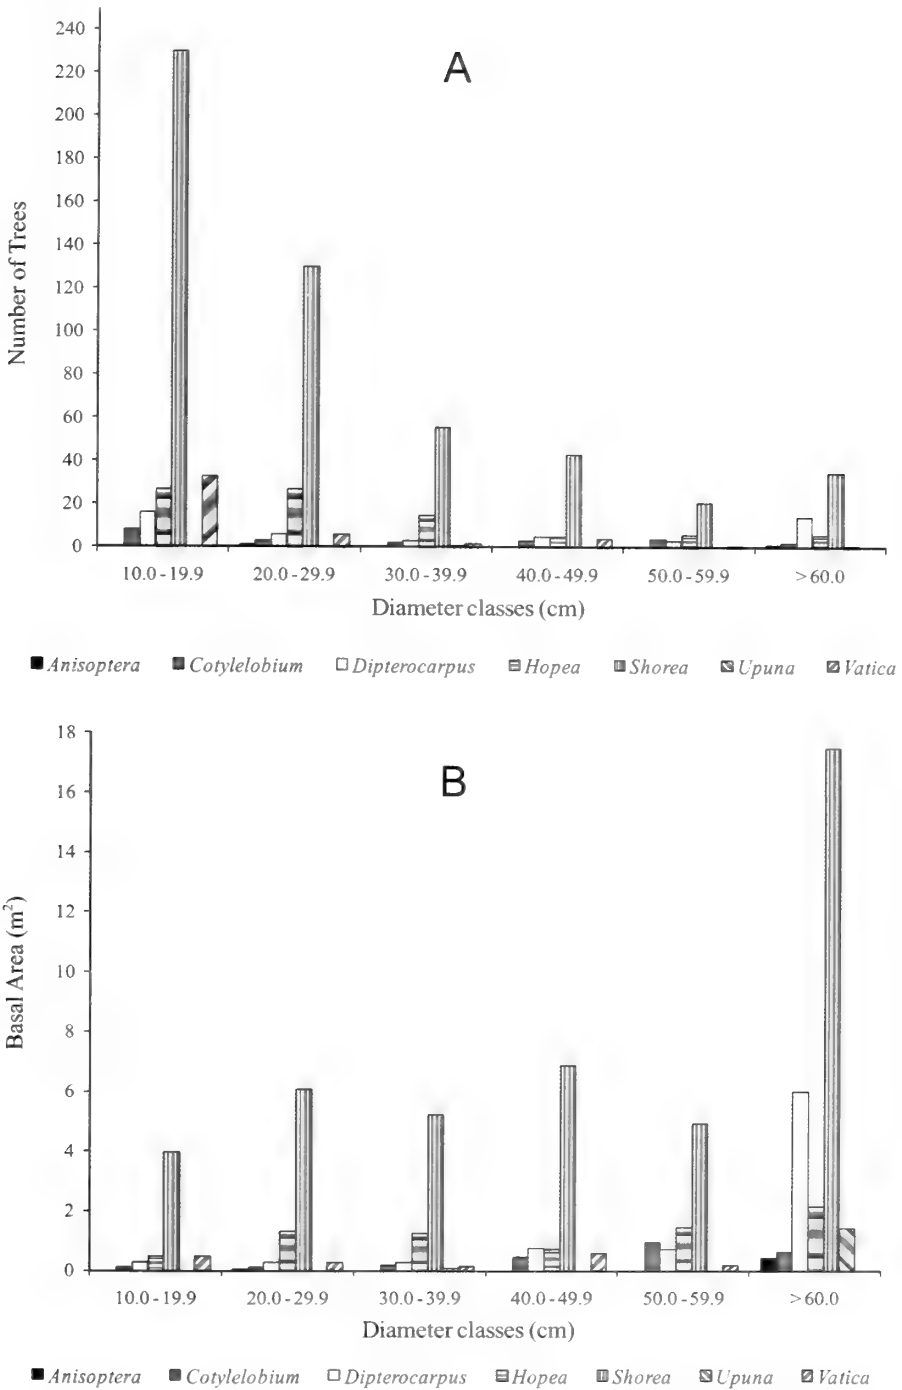 A
Number of Trees
240
220
200
180
160
140
120
100
80
60
40
20
0
10.0-19.9 20.0-29.9 30.0-39.9 40.0-49.9 50.0-59.9 >60.0
Diameter classes (cm)
Anisoptera Cotylelobium Dipterocarpus Hopea Shorea Upuna Vatica
B
Basal Area (m²)
18
16
14
12
10
8
6
4
2
0
10.0-19.9 20.0-29.9 30.0-39.9 40.0-49.9 50.0-59.9 >60.0
Diameter classes (cm)
Anisoptera Cotylelobium Dipterocarpus Hopea Shorea Upuna Vatica